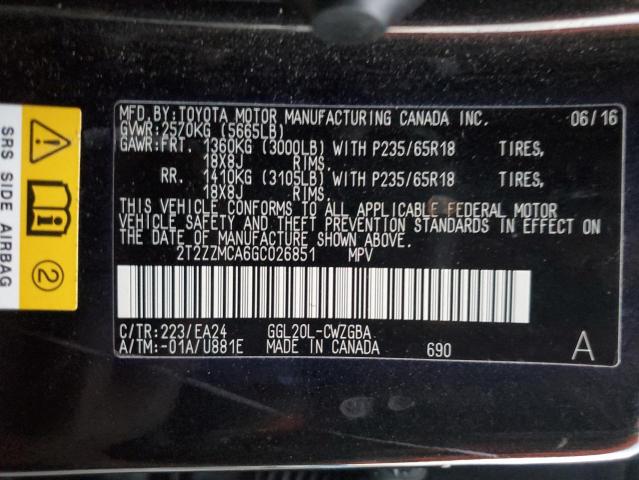 MFD.BY:TOYOTA MOTOR MANUFACTURING CANADA INC. 06/16
GVWR:2570KG (5665LB)
GAWR:FRT. 1360KG (3000LB) WITH P235/65R18 TIRES,
18X8J RIMS.
RR. 1410KG (3105LB) WITH P235/65R18 TIRES,
18X8J RIMS.
THIS VEHICLE CONFORMS TO ALL APPLICABLE FEDERAL MOTOR
VEHICLE SAFETY AND THEFT PREVENTION STANDARDS IN EFFECT ON
THE DATE OF MANUFACTURE SHOWN ABOVE.
2T2ZZMCA6GC026851 MPV
C/TR:223/EA24 GGL20L-CWZGBA
A/TM:-01A/U881E MADE IN CANADA 690 A
SRS SIDE AIRBAG
2